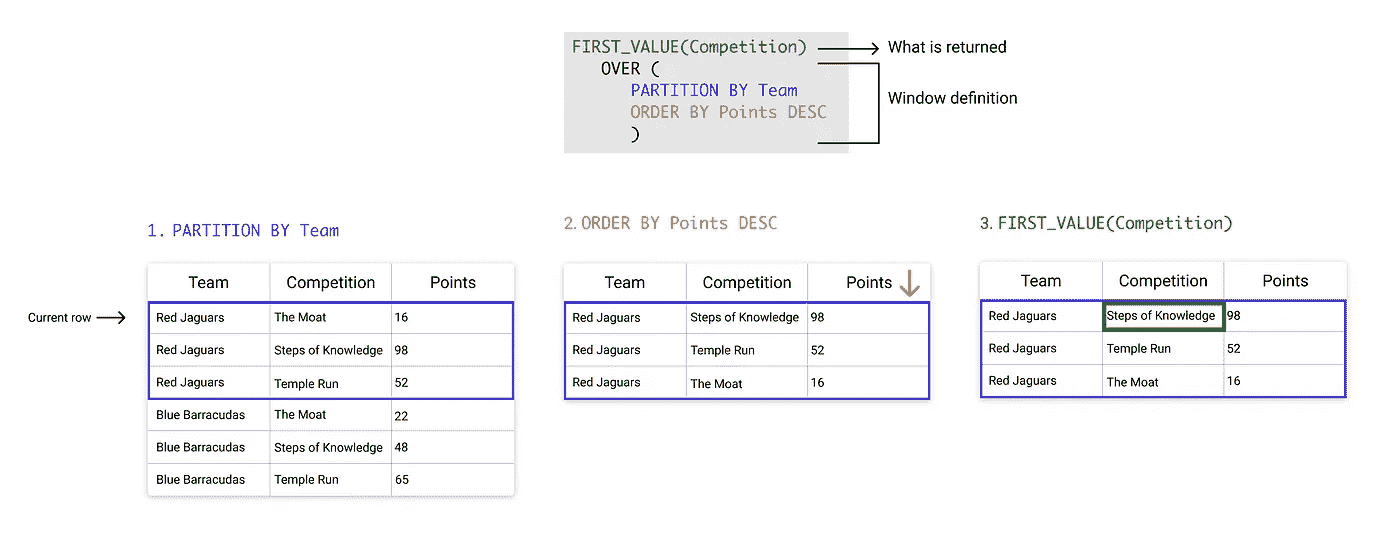 FIRST_VALUE(Competition)
What is returned
OVER (
PARTITION BY Team
Window definition
ORDER BY Points DESC
)
1. PARTITION BY Team
Team Competition Points
Current row
Red Jaguars The Moat 16
Red Jaguars Steps of Knowledge 98
Red Jaguars Temple Run 52
Blue Barracudas The Moat 22
Blue Barracudas Steps of Knowledge 48
Blue Barracudas Temple Run 65
2. ORDER BY Points DESC
Team Competition Points
Red Jaguars Steps of Knowledge 98
Red Jaguars Temple Run 52
Red Jaguars The Moat 16
3. FIRST_VALUE(Competition)
Team Competition Points
Red Jaguars Steps of Knowledge 98
Red Jaguars Temple Run 52
Red Jaguars The Moat 16